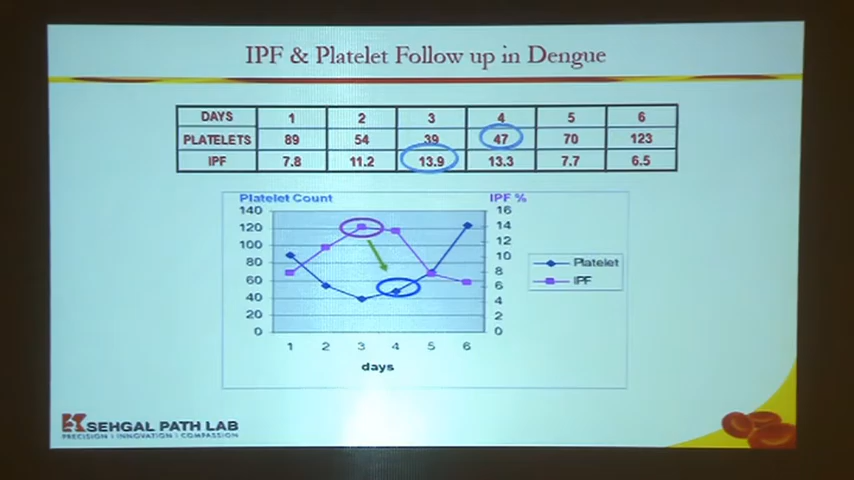 IPF & Platelet Follow up in Dengue
DAYS 1 2 3 4 5 6
PLATELETS 89 54 39 47 70 123
IPF 7.8 11.2 13.9 13.3 7.7 6.5
Platelet Count IPF %
140 16
120 14
100 12
80 10
60 8
40 6
20 4
0 2
0
Platelet
IPF
1 2 3 4 5 6
days
SEHGAL PATH LAB
PRECISION | INNOVATION | COMPASSION